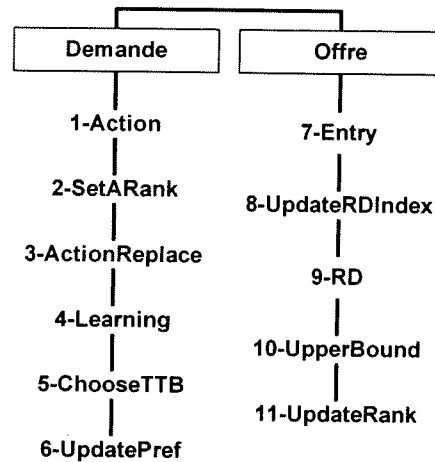 Demande
1-Action
2-SetARank
3-ActionReplace
4-Learning
5-ChooseTTB
6-UpdatePref
Offre
7-Entry
8-UpdateRDIndex
9-RD
10-UpperBound
11-UpdateRank